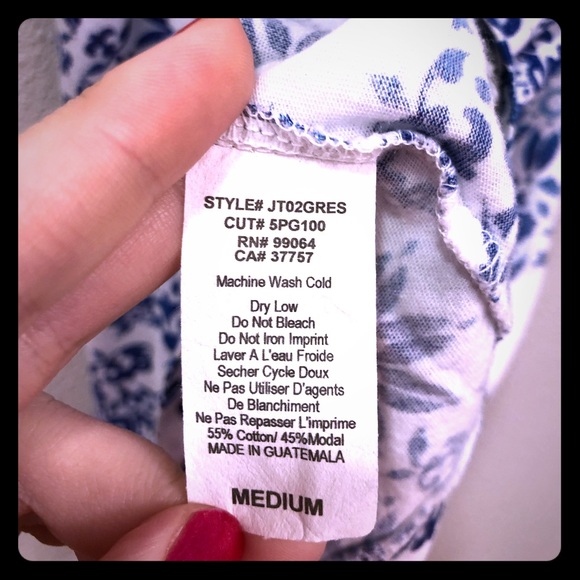 STYLE# JT02GRES
CUT# 5PG100
RN# 99064
CA# 37757
Machine Wash Cold
Dry Low
Do Not Bleach
Do Not Iron Imprint
Laver A L'eau Froide
Secher Cycle Doux
Ne Pas Utiliser D'agents
De Blanchiment
Ne Pas Repasser L'imprime
55% Cotton/ 45%Modal
MADE IN GUATEMALA
MEDIUM